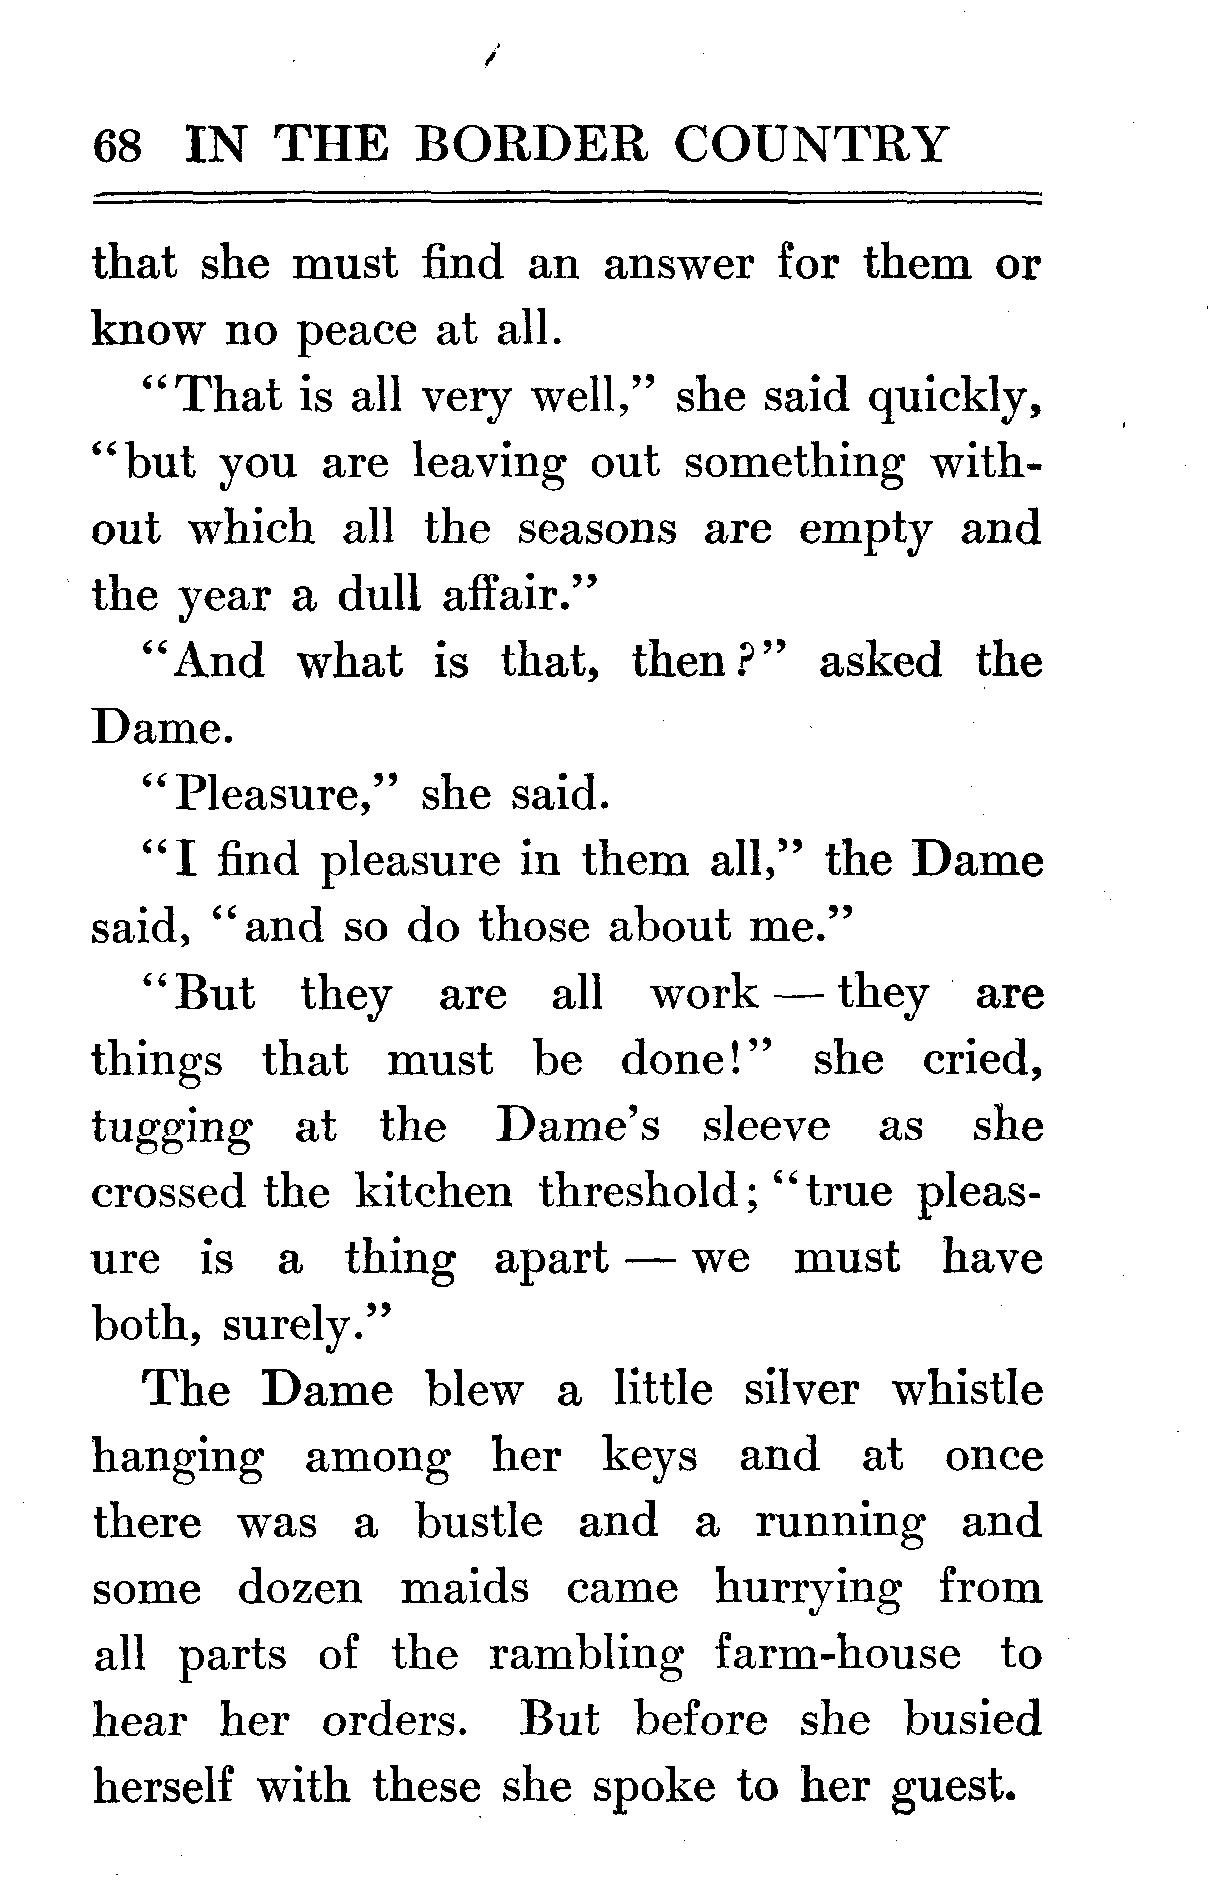 68 IN THE BORDER COUNTRY
that she must find an answer for them or
know no peace at all.
“That is all very well,” she said quickly,
“but you are leaving out something with-
out which all the seasons are empty and
the year a dull affair.”
“And what is that, then?” asked the
Dame.
“Pleasure,” she said.
“I find pleasure in them all,” the Dame
said, “and so do those about me.”
“But they are all work — they are
things that must be done!” she cried,
tugging at the Dame’s sleeve as she
crossed the kitchen threshold; “true pleas-
ure is a thing apart — we must have
both, surely.”
The Dame blew a little silver whistle
hanging among her keys and at once
there was a bustle and a running and
some dozen maids came hurrying from
all parts of the rambling farm-house to
hear her orders. But before she busied
herself with these she spoke to her guest.